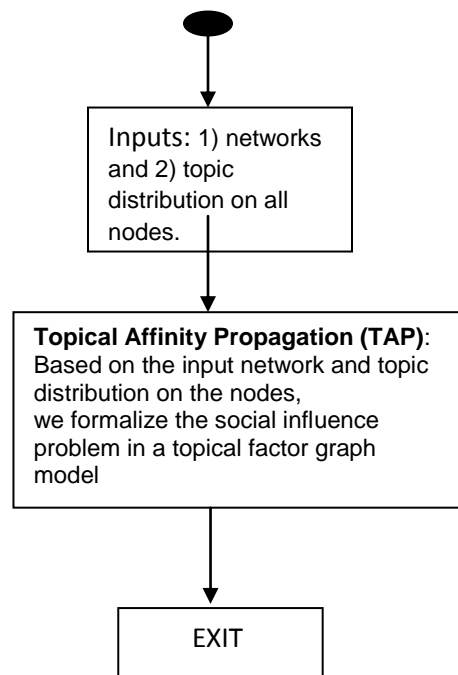 Inputs: 1) networks
and 2) topic
distribution on all
nodes.
Topical Affinity Propagation (TAP):
Based on the input network and topic
distribution on the nodes,
we formalize the social influence
problem in a topical factor graph
model
EXIT